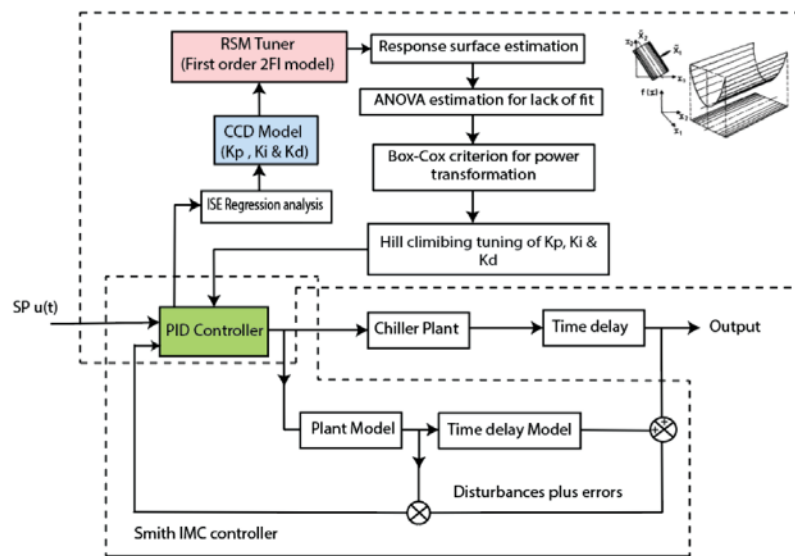 RSM Tuner
(First order 2FI model)
Response surface estimation
ANOVA estimation for lack of fit
CCD Model
(Kp , Ki & Kd)
Box-Cox criterion for power
transformation
ISE Regression analysis
Hill climibing tuning of Kp, Ki &
Kd
SP u(t)
PID Controller
Chiller Plant
Time delay
Output
Plant Model
Time delay Model
Disturbances plus errors
Smith IMC controller
f(x)